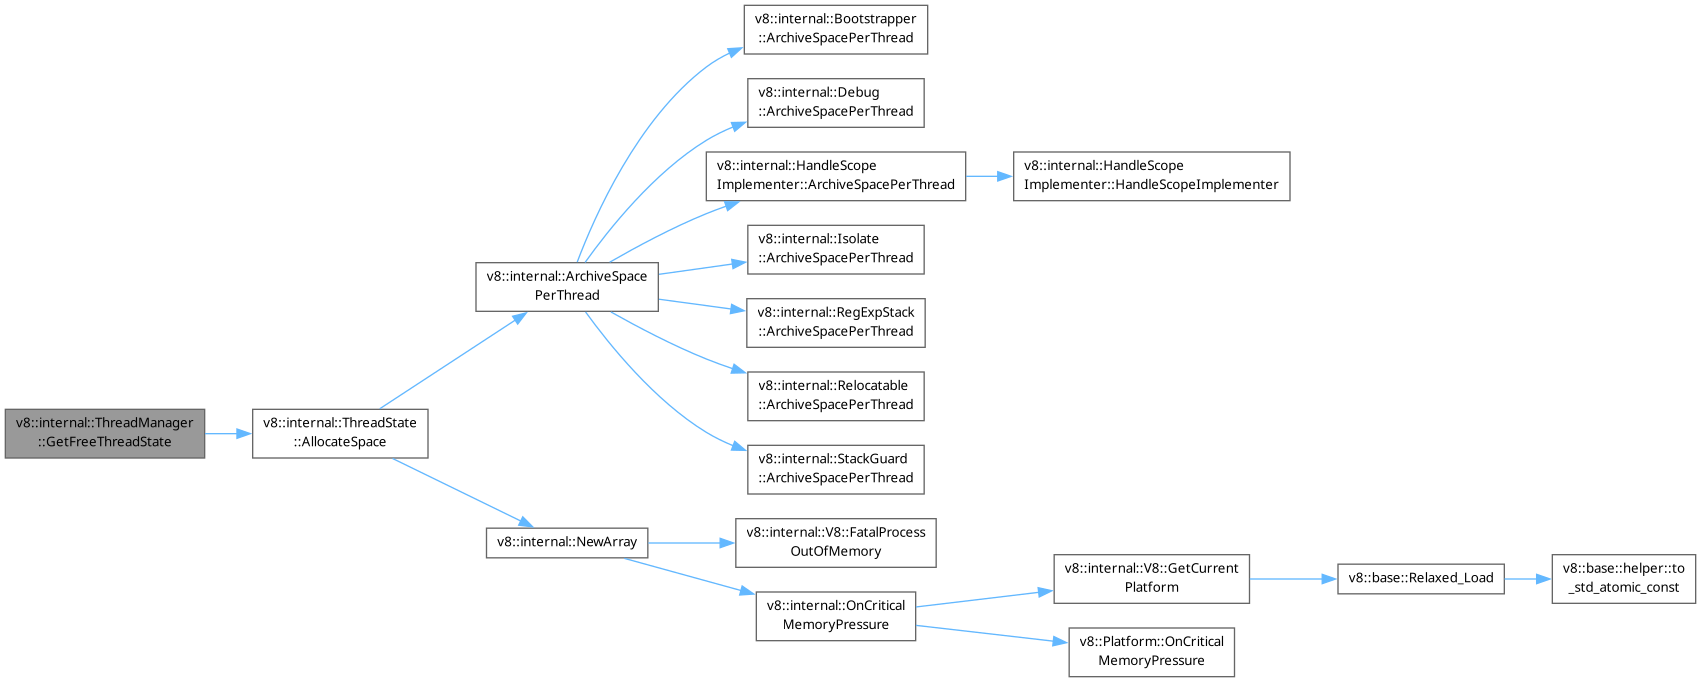 v8::internal::Bootstrapper
::ArchiveSpacePerThread
v8::internal::Debug
::ArchiveSpacePerThread
v8::internal::HandleScope
Implementer::ArchiveSpacePerThread
v8::internal::HandleScope
Implementer::HandleScopeImplementer
v8::internal::Isolate
::ArchiveSpacePerThread
v8::internal::ArchiveSpace
PerThread
v8::internal::RegExpStack
::ArchiveSpacePerThread
v8::internal::Relocatable
::ArchiveSpacePerThread
v8::internal::ThreadManager
::GetFreeThreadState
v8::internal::ThreadState
::AllocateSpace
v8::internal::StackGuard
::ArchiveSpacePerThread
v8::internal::NewArray
v8::internal::V8::FatalProcess
OutOfMemory
v8::internal::OnCritical
MemoryPressure
v8::internal::V8::GetCurrent
Platform
v8::base::Relaxed_Load
v8::base::helper::to
_std_atomic_const
v8::Platform::OnCritical
MemoryPressure